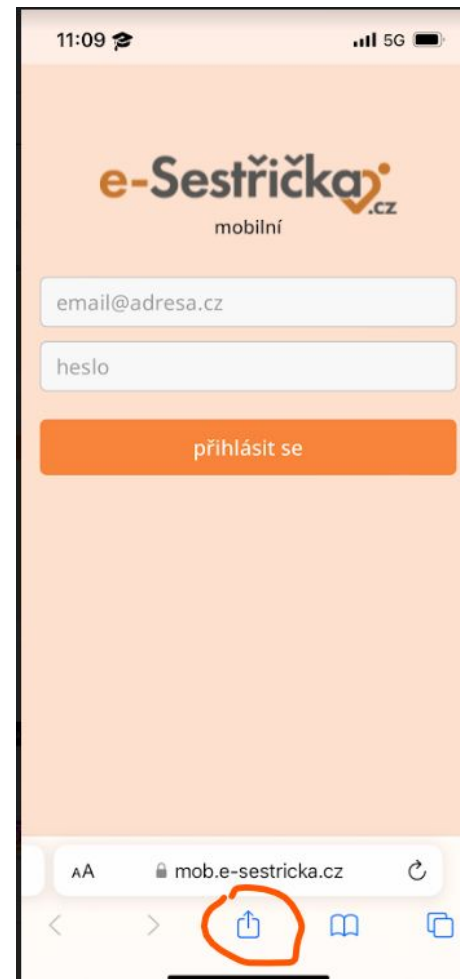 11:09 5G
e-Sestřička.cz
mobilní
email@adresa.cz
heslo
přihlásit se
AA mob.e-sestricka.cz